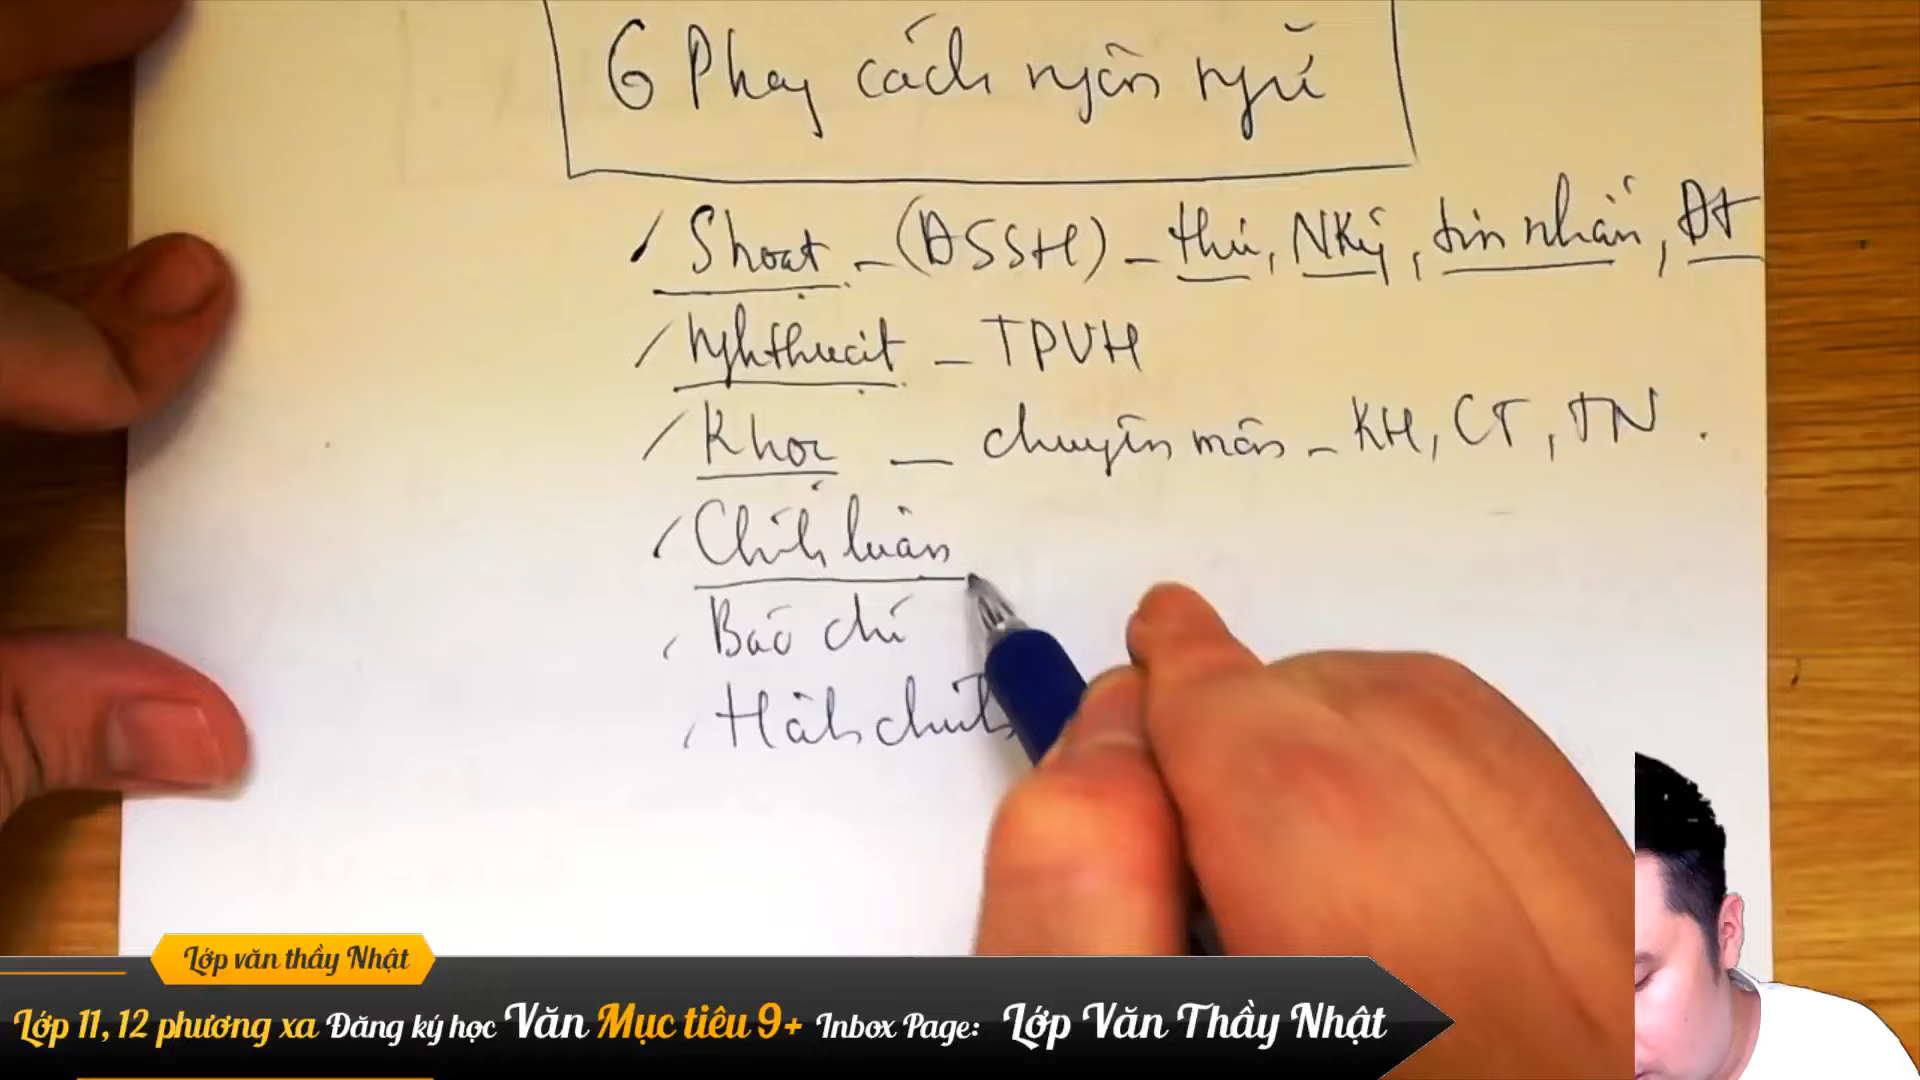 6 Phog cách ngôn ngữ
Shoạt - (ĐSSH) - thư, NKý, tin nhắn, ĐT
Nghthuật - TPVH
Khọc - chuyên môn - KH, CT, TN.
Chính luận
Báo chí
Hành chính
Lớp văn thầy Nhật
Lớp 11, 12 phương xa Đăng ký học Văn Mục tiêu 9+ Inbox Page: Lớp Văn Thầy Nhật